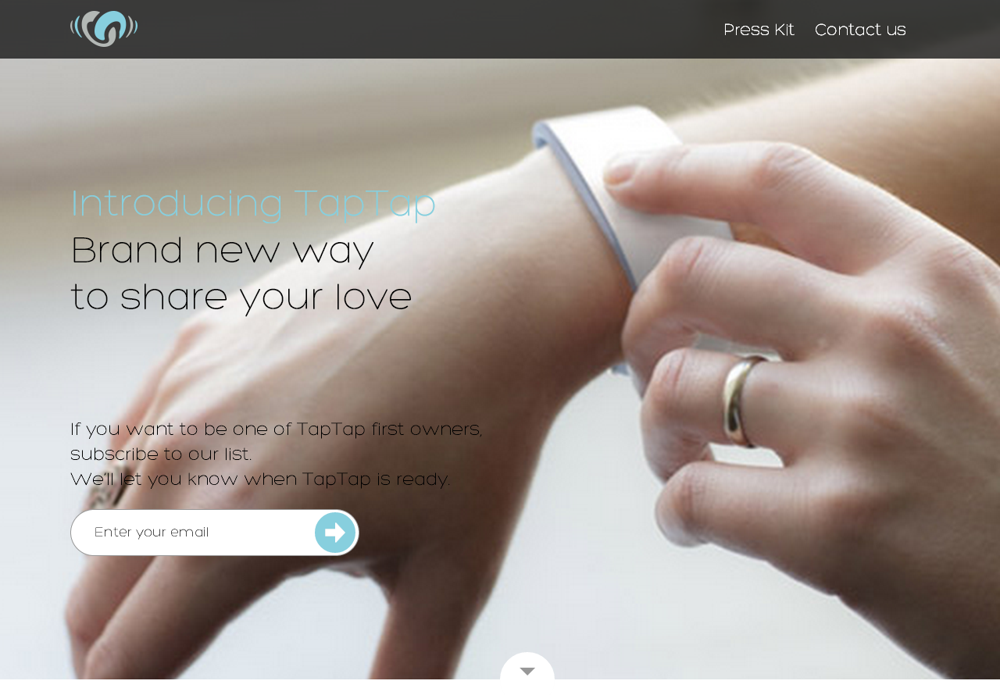 Press Kit
Contact us
Introducing TapTap
Brand new way
to share your love
If you want to be one of TapTap first owners,
subscribe to our list.
We'll let you know when TapTap is ready.
Enter your email